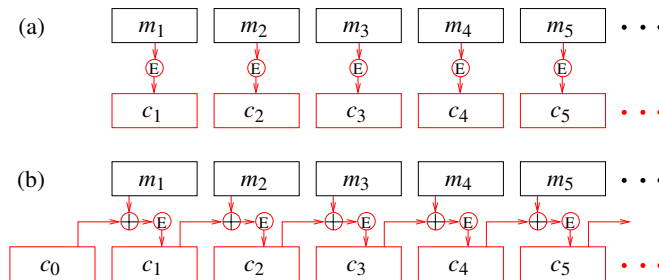 (a) m₁ m₂ m₃ m₄ m₅ • • •
E E E E E
c₁ c₂ c₃ c₄ c₅ • • •
(b) m₁ m₂ m₃ m₄ m₅ • • •
E E E E E
c₀ c₁ c₂ c₃ c₄ c₅ • • •